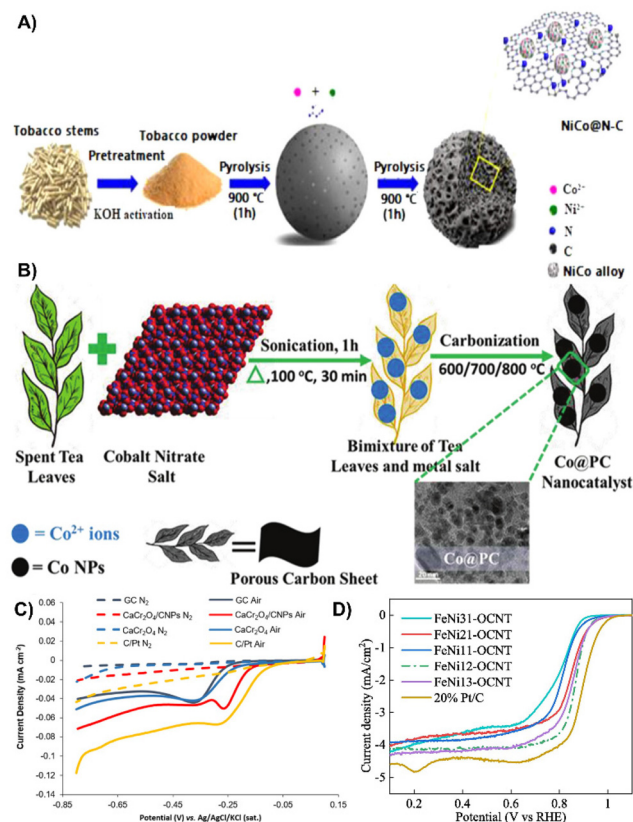 A)
NiCo@N-C
Tobacco stems
Pretreatment
KOH activation
Tobacco powder
Pyrolysis
900 °C
(1h)
+
Pyrolysis
900 °C
(1h)
Co²⁻
Ni²⁻
N
C
NiCo alloy
B)
Spent Tea
Leaves
Cobalt Nitrate
Salt
Sonication, 1h
△,100 °C, 30 min
Bimixture of Tea
Leaves and metal salt
Carbonization
600/700/800 °C
Co@PC
Nanocatalyst
Co@PC
= Co²⁺ ions
= Co NPs
=
Porous Carbon Sheet
C)
GC N₂
GC Air
CaCr₂O₄/CNPs N₂
CaCr₂O₄/CNPs Air
CaCr₂O₄ N₂
CaCr₂O₄ Air
C/Pt N₂
C/Pt Air
0.06
0.04
0.02
0
-0.02
-0.04
-0.06
-0.08
-0.1
-0.12
-0.14
Current Density (mA cm⁻²)
-0.85
-0.65
-0.45
-0.25
-0.05
0.15
Potential (V) vs. Ag/AgCl/KCl (sat.)
D)
FeNi31-OCNT
FeNi21-OCNT
FeNi11-OCNT
FeNi12-OCNT
FeNi13-OCNT
20% Pt/C
0
-1
-2
-3
-4
-5
Current density (mA/cm²)
0.2
0.4
0.6
0.8
1
Potential (V vs RHE)